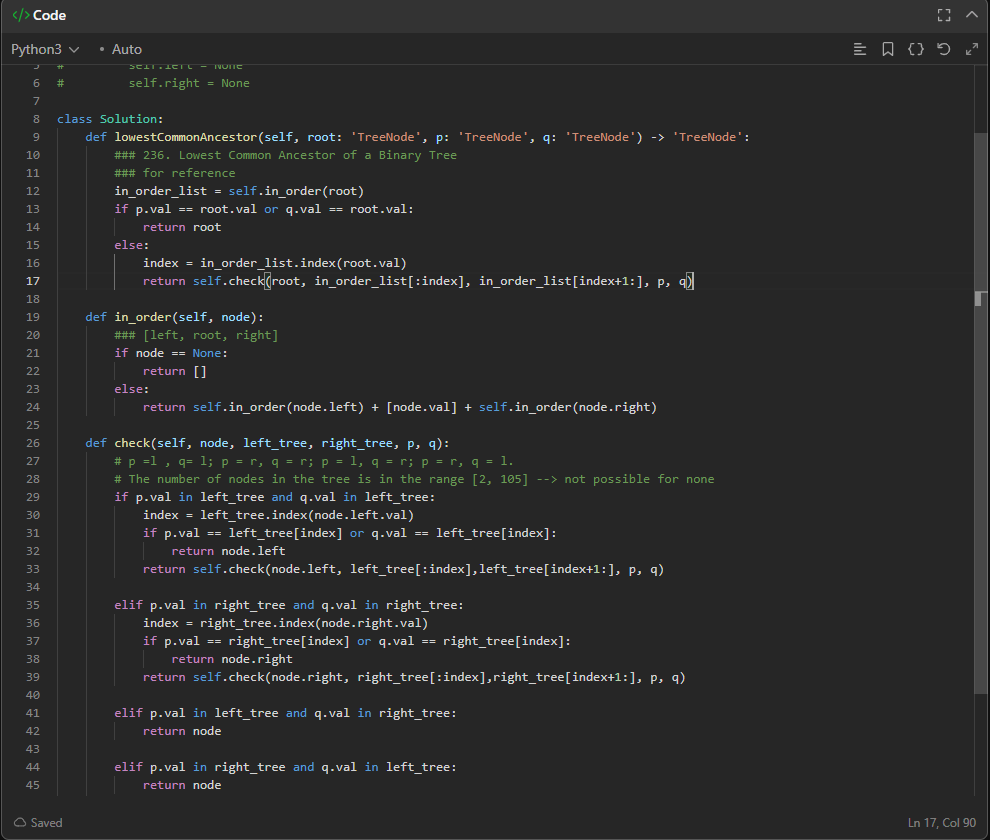 </> Code
Python3 • Auto
5 # self.left = None
6 # self.right = None
7
8 class Solution:
9 def lowestCommonAncestor(self, root: 'TreeNode', p: 'TreeNode', q: 'TreeNode') -> 'TreeNode':
10 ### 236. Lowest Common Ancestor of a Binary Tree
11 ### for reference
12 in_order_list = self.in_order(root)
13 if p.val == root.val or q.val == root.val:
14 return root
15 else:
16 index = in_order_list.index(root.val)
17 return self.check(root, in_order_list[:index], in_order_list[index+1:], p, q)
18
19 def in_order(self, node):
20 ### [left, root, right]
21 if node == None:
22 return []
23 else:
24 return self.in_order(node.left) + [node.val] + self.in_order(node.right)
25
26 def check(self, node, left_tree, right_tree, p, q):
27 # p =l , q= l; p = r, q = r; p = l, q = r; p = r, q = l.
28 # The number of nodes in the tree is in the range [2, 105] --> not possible for none
29 if p.val in left_tree and q.val in left_tree:
30 index = left_tree.index(node.left.val)
31 if p.val == left_tree[index] or q.val == left_tree[index]:
32 return node.left
33 return self.check(node.left, left_tree[:index],left_tree[index+1:], p, q)
34
35 elif p.val in right_tree and q.val in right_tree:
36 index = right_tree.index(node.right.val)
37 if p.val == right_tree[index] or q.val == right_tree[index]:
38 return node.right
39 return self.check(node.right, right_tree[:index],right_tree[index+1:], p, q)
40
41 elif p.val in left_tree and q.val in right_tree:
42 return node
43
44 elif p.val in right_tree and q.val in left_tree:
45 return node
Saved
Ln 17, Col 90